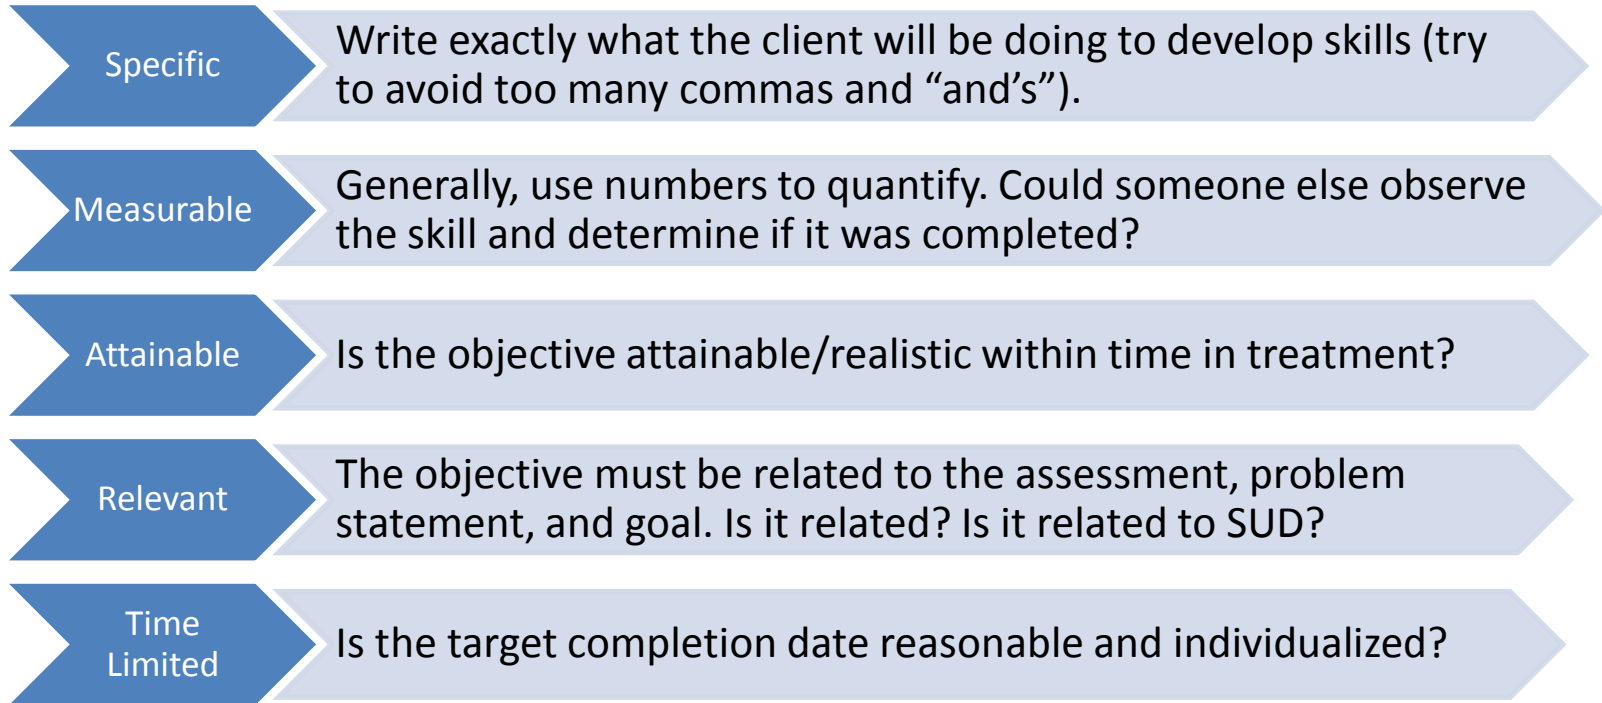 Specific
Write exactly what the client will be doing to develop skills (try
to avoid too many commas and “and’s”).
Measurable
Generally, use numbers to quantify. Could someone else observe
the skill and determine if it was completed?
Attainable
Is the objective attainable/realistic within time in treatment?
Relevant
The objective must be related to the assessment, problem
statement, and goal. Is it related? Is it related to SUD?
Time
Limited
Is the target completion date reasonable and individualized?